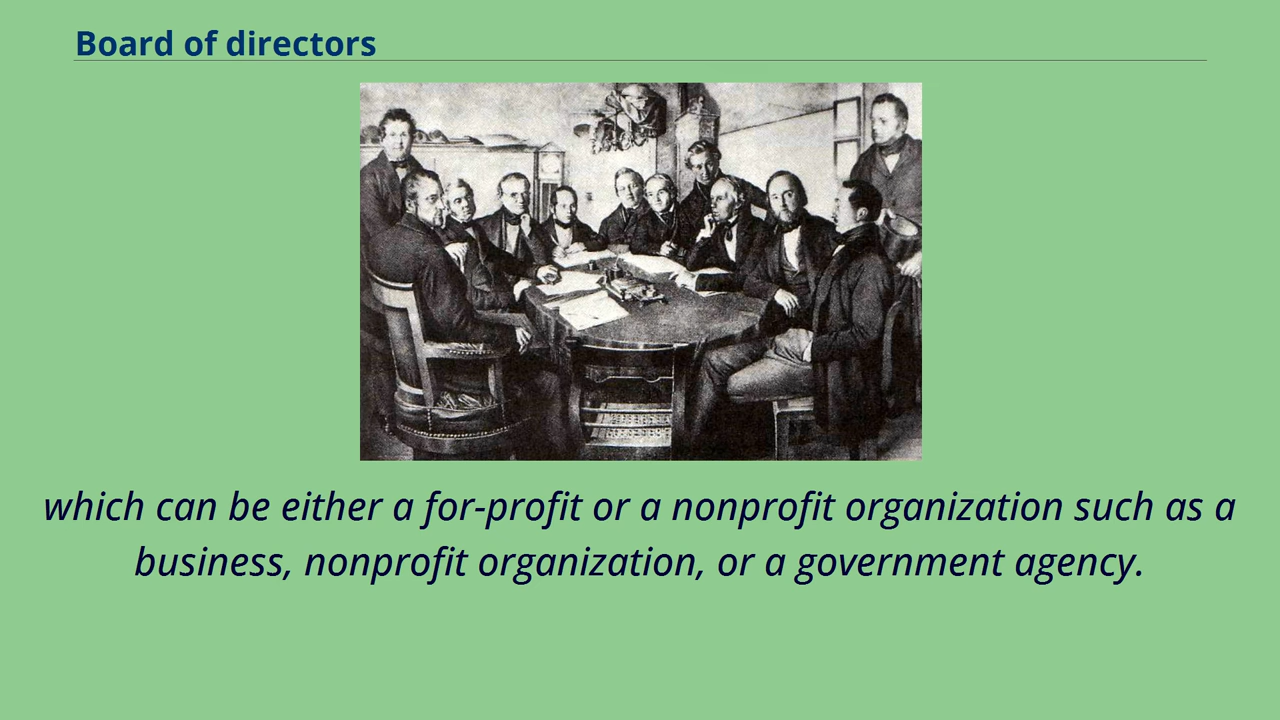 Board of directors
which can be either a for-profit or a nonprofit organization such as a
business, nonprofit organization, or a government agency.